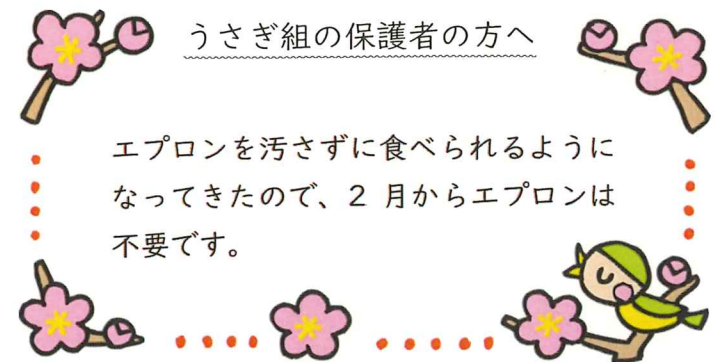 うさぎ組の保護者の方へ
エプロンを汚さずに食べられるように
なってきたので、2 月からエプロンは
不要です。